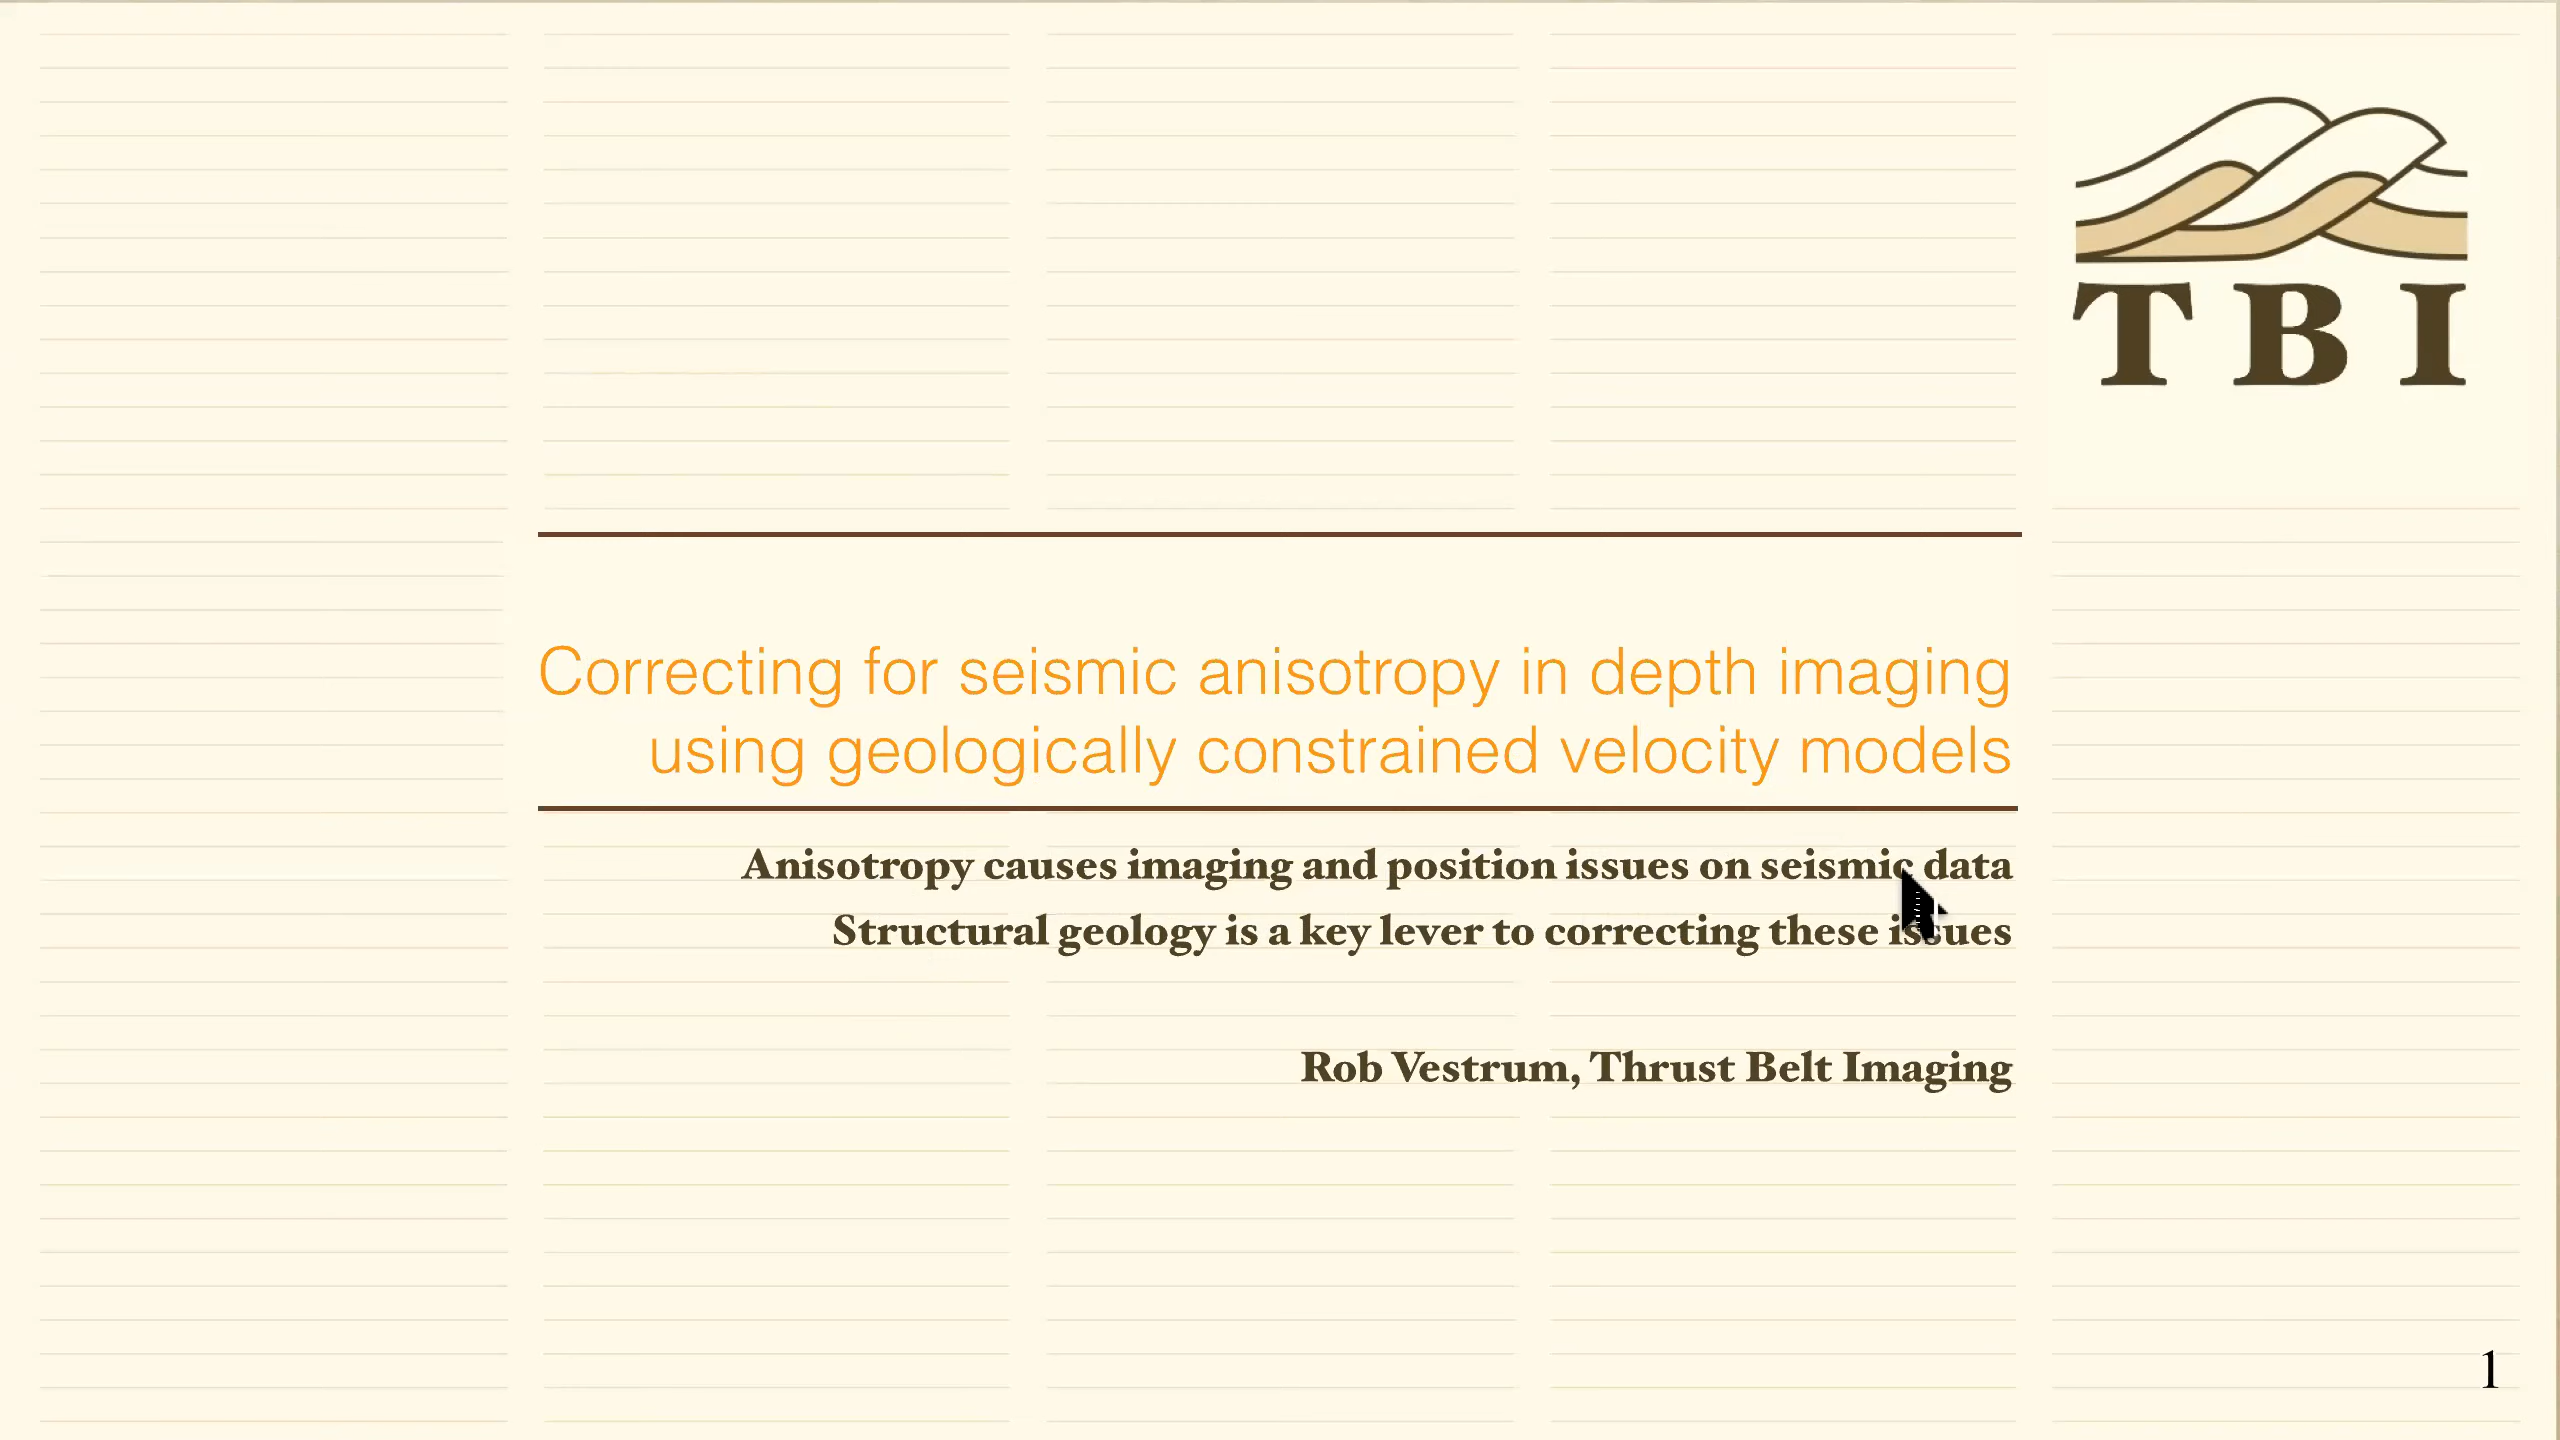 TBI
Correcting for seismic anisotropy in depth imaging
using geologically constrained velocity models
Anisotropy causes imaging and position issues on seismic data
Structural geology is a key lever to correcting these issues
Rob Vestrum, Thrust Belt Imaging
1